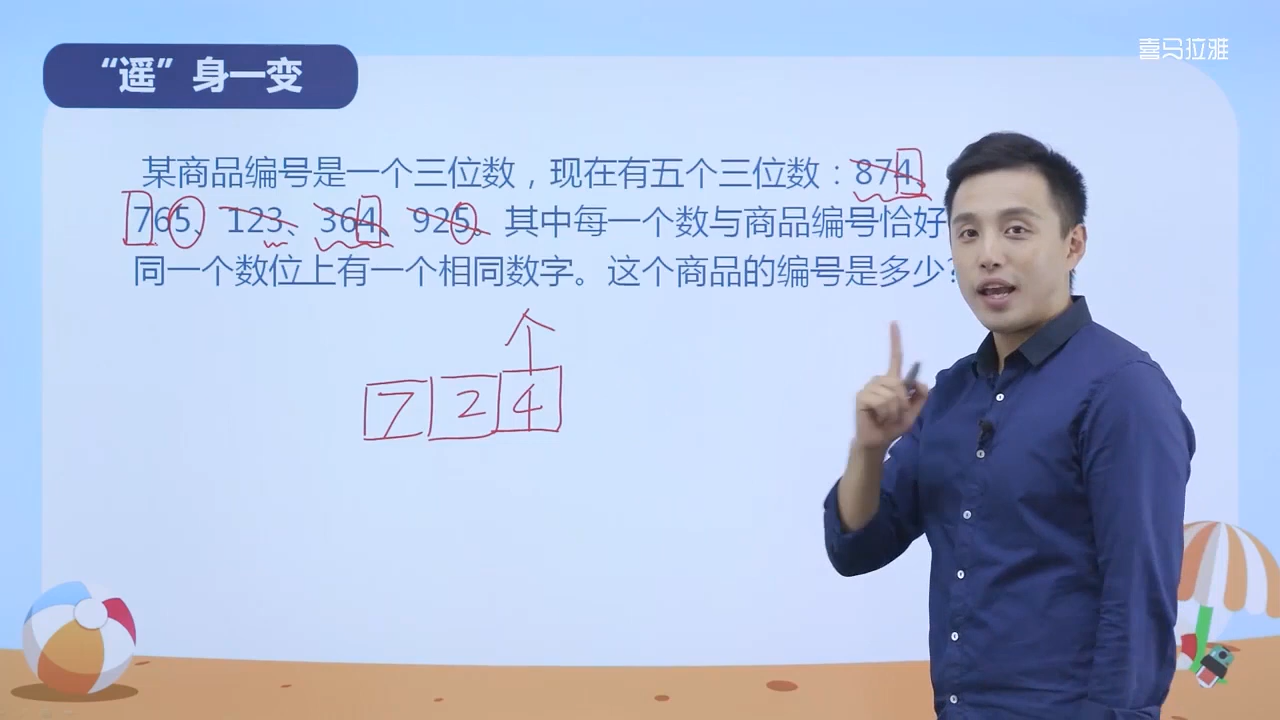 喜马拉雅
“遥”身一变
某商品编号是一个三位数，现在有五个三位数：874
765、123、364、925。其中每一个数与商品编号恰好
同一个数位上有一个相同数字。这个商品的编号是多少？
7 2 4